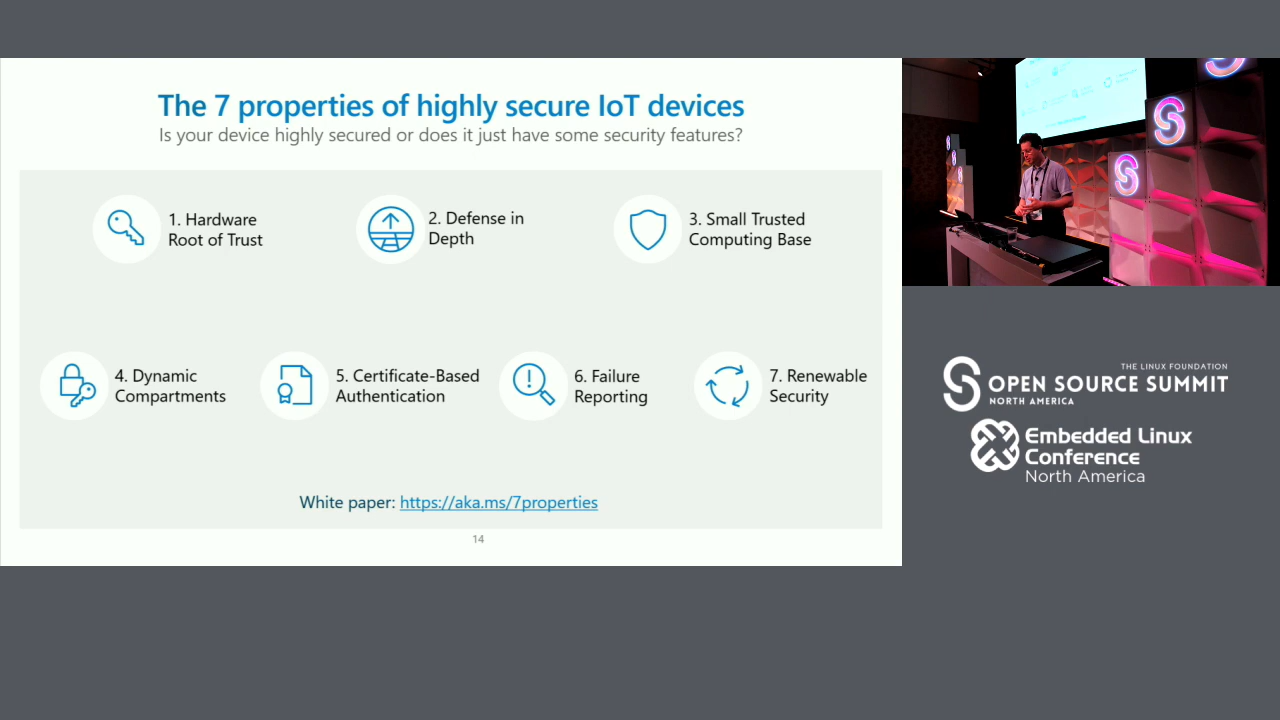 The 7 properties of highly secure IoT devices
Is your device highly secured or does it just have some security features?
1. Hardware
Root of Trust
2. Defense in
Depth
3. Small Trusted
Computing Base
4. Dynamic
Compartments
5. Certificate-Based
Authentication
6. Failure
Reporting
7. Renewable
Security
White paper: https://aka.ms/7properties
14
THE LINUX FOUNDATION
OPEN SOURCE SUMMIT
NORTH AMERICA
Embedded Linux
Conference
North America